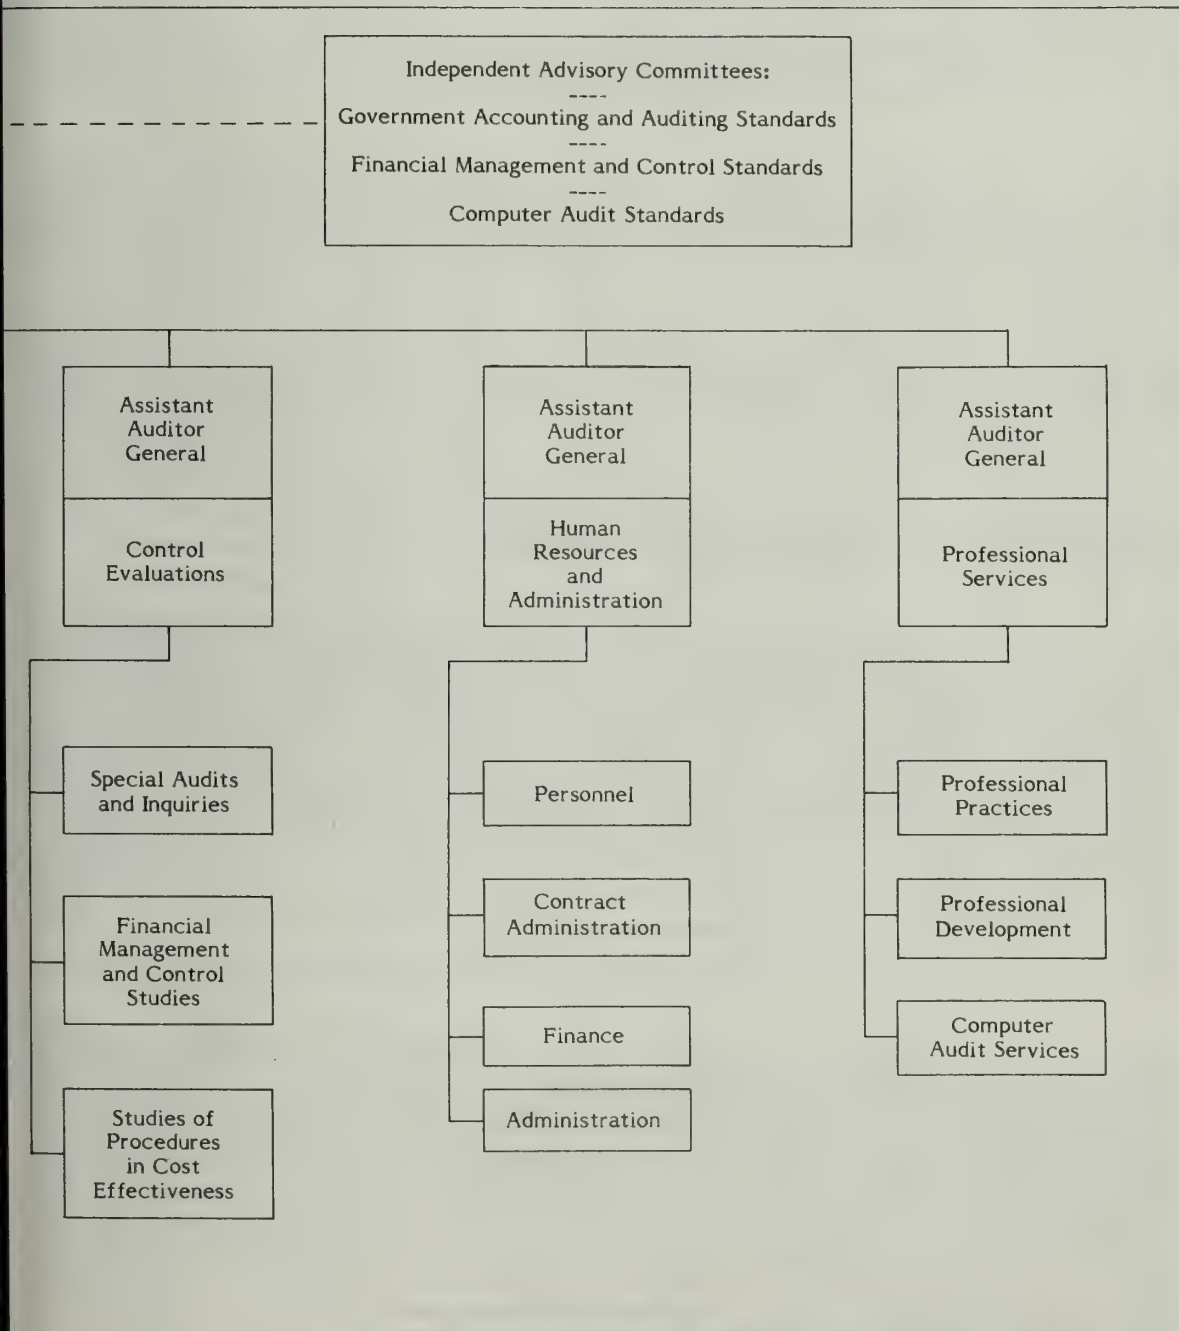 Independent Advisory Committees:
----
Government Accounting and Auditing Standards
----
Financial Management and Control Standards
----
Computer Audit Standards
Assistant
Auditor
General
Control
Evaluations
Special Audits
and Inquiries
Financial
Management
and Control
Studies
Studies of
Procedures
in Cost
Effectiveness
Assistant
Auditor
General
Human
Resources
and
Administration
Personnel
Contract
Administration
Finance
Administration
Assistant
Auditor
General
Professional
Services
Professional
Practices
Professional
Development
Computer
Audit Services